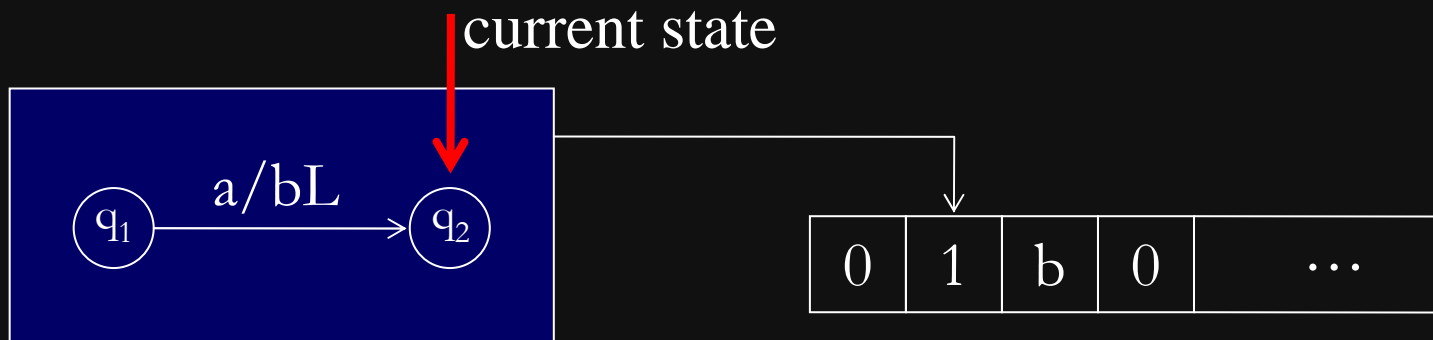 current state
a/bL
q₁ q₂
0 1 b 0 ...